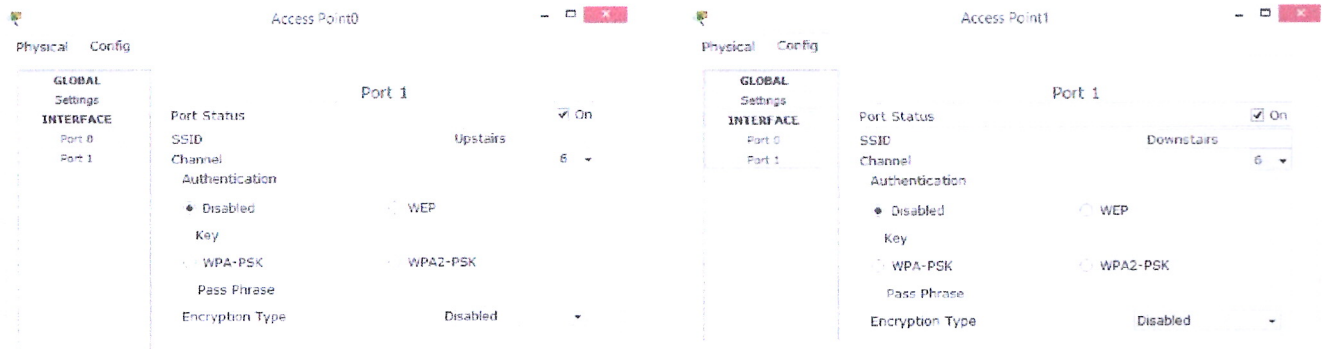 Access Point0
Physical Config
GLOBAL
Settings
INTERFACE
Port 0
Port 1
Port 1
Port Status On
SSID Upstairs
Channel 6
Authentication
Disabled WEP
Key
WPA-PSK WPA2-PSK
Pass Phrase
Encryption Type Disabled
Access Point1
Physical Config
GLOBAL
Settings
INTERFACE
Port 0
Port 1
Port 1
Port Status On
SSID Downstairs
Channel 6
Authentication
Disabled WEP
Key
WPA-PSK WPA2-PSK
Pass Phrase
Encryption Type Disabled